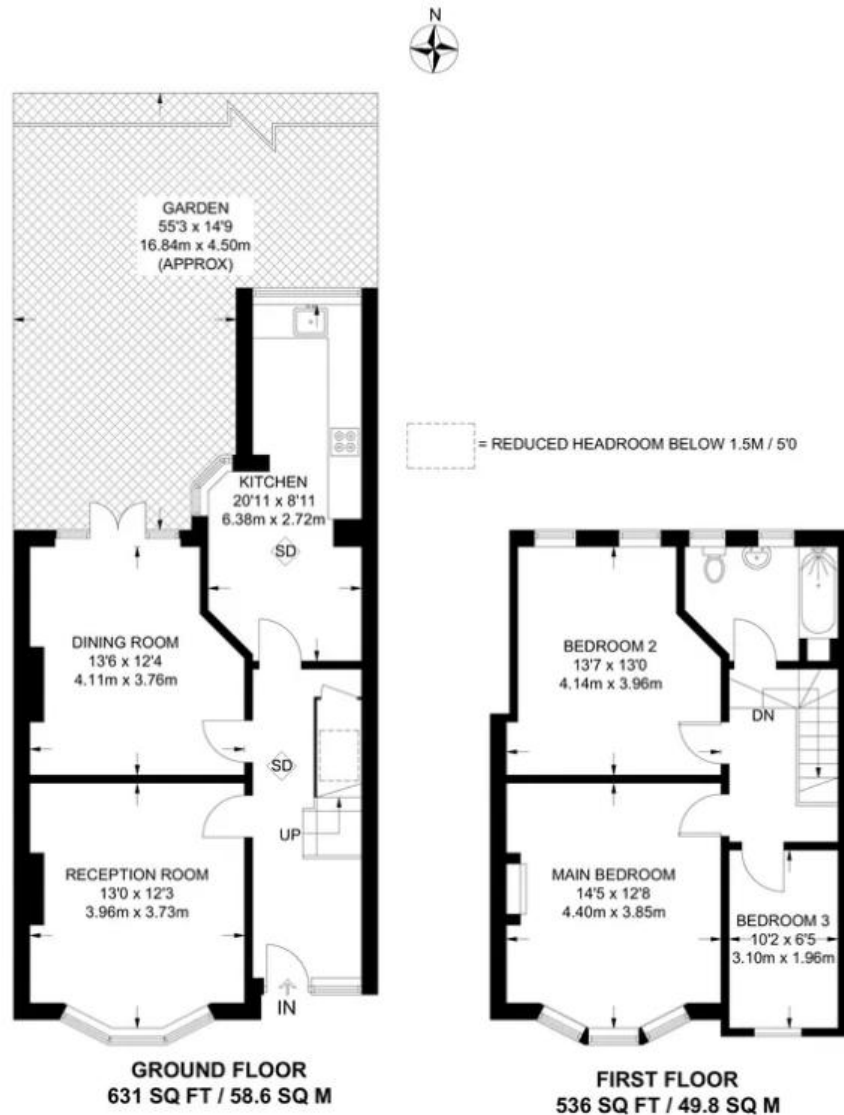 N
GARDEN
55'3 x 14'9
16.84m x 4.50m
(APPROX)
= REDUCED HEADROOM BELOW 1.5M / 5'0
KITCHEN
20'11 x 8'11
6.38m x 2.72m
SD
DINING ROOM
13'6 x 12'4
4.11m x 3.76m
SD
UP
RECEPTION ROOM
13'0 x 12'3
3.96m x 3.73m
IN
GROUND FLOOR
631 SQ FT / 58.6 SQ M
BEDROOM 2
13'7 x 13'0
4.14m x 3.96m
DN
MAIN BEDROOM
14'5 x 12'8
4.40m x 3.85m
BEDROOM 3
10'2 x 6'5
3.10m x 1.96m
FIRST FLOOR
536 SQ FT / 49.8 SQ M